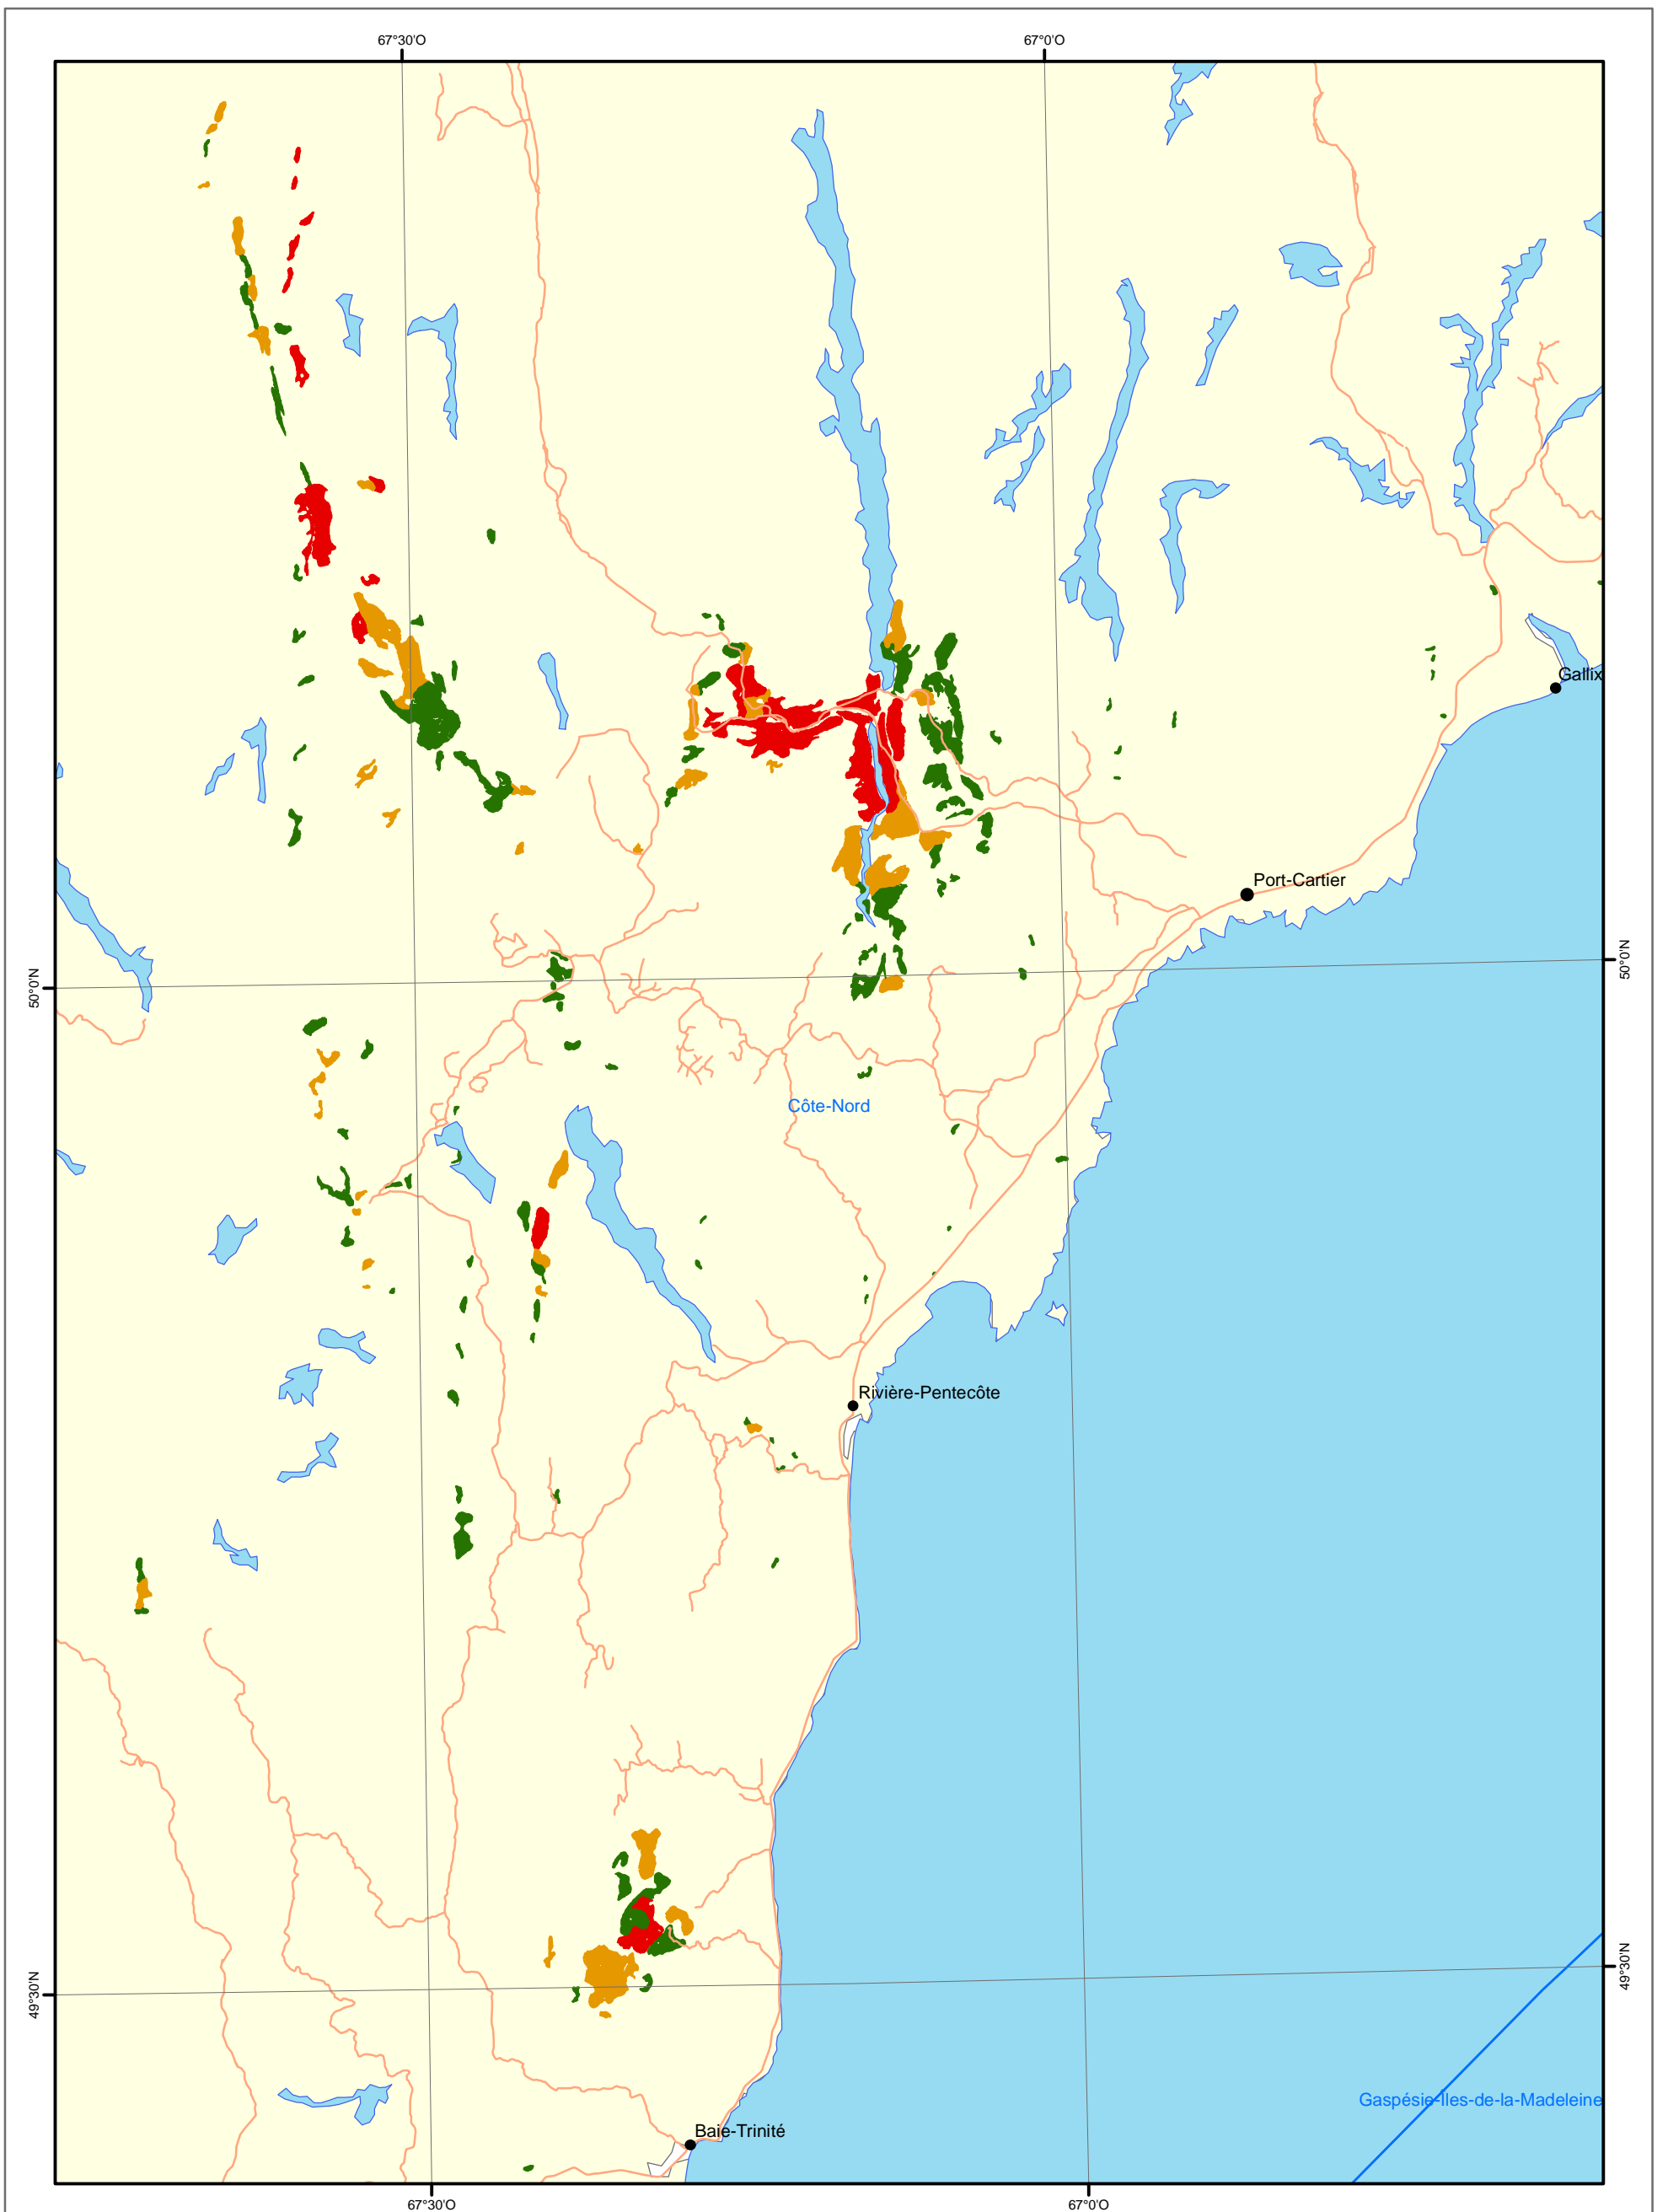 67°30'O
67°0'O
Gallix
Port-Cartier
50°0'N
50°0'N
Côte-Nord
Rivière-Pentecôte
49°30'N
49°30'N
Gaspésie-Iles-de-la-Madeleine
Baie-Trinité
67°30'O
67°0'O